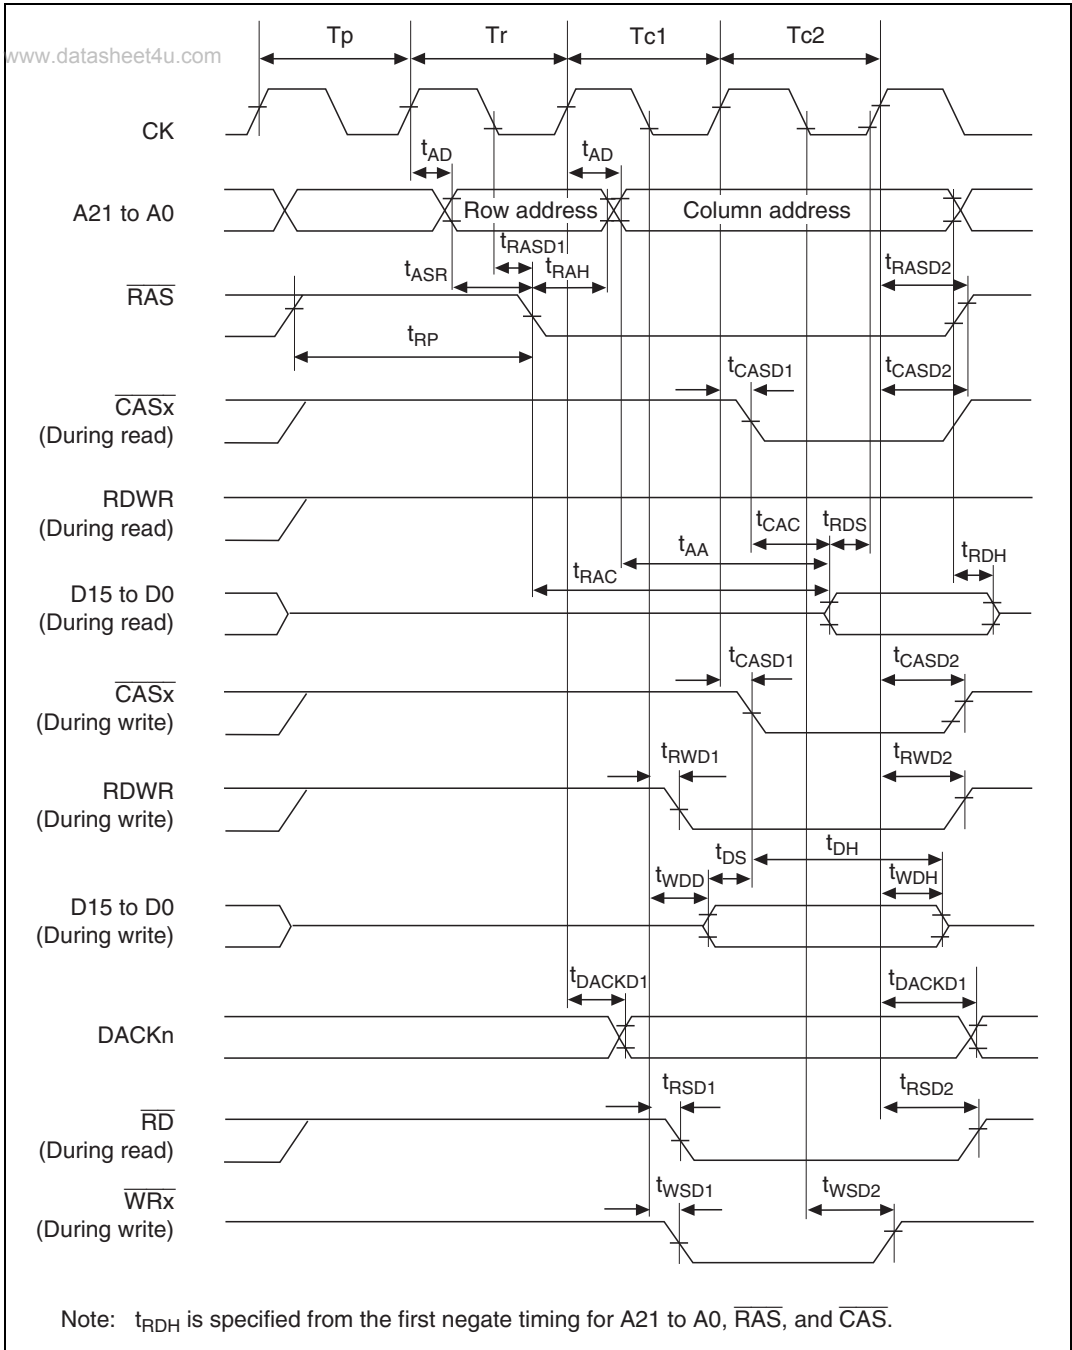 www.datasheet4u.com
Tp Tr Tc1 Tc2
CK
tAD tAD
A21 to A0 Row address Column address
tRASD1
tASR tRAH tRASD2
RAS
tRP
tCASD1 tCASD2
CASx
(During read)
RDWR
(During read)
tCAC tRDS
tAA tRDH
tRAC
D15 to D0
(During read)
tCASD1 tCASD2
CASx
(During write)
tRWD1 tRWD2
RDWR
(During write)
tDS tDH
tWDD tWDH
D15 to D0
(During write)
tDACKD1 tDACKD1
DACKn
tRSD1 tRSD2
RD
(During read)
tWSD1 tWSD2
WRx
(During write)
Note: tRDH is specified from the first negate timing for A21 to A0, RAS, and CAS.